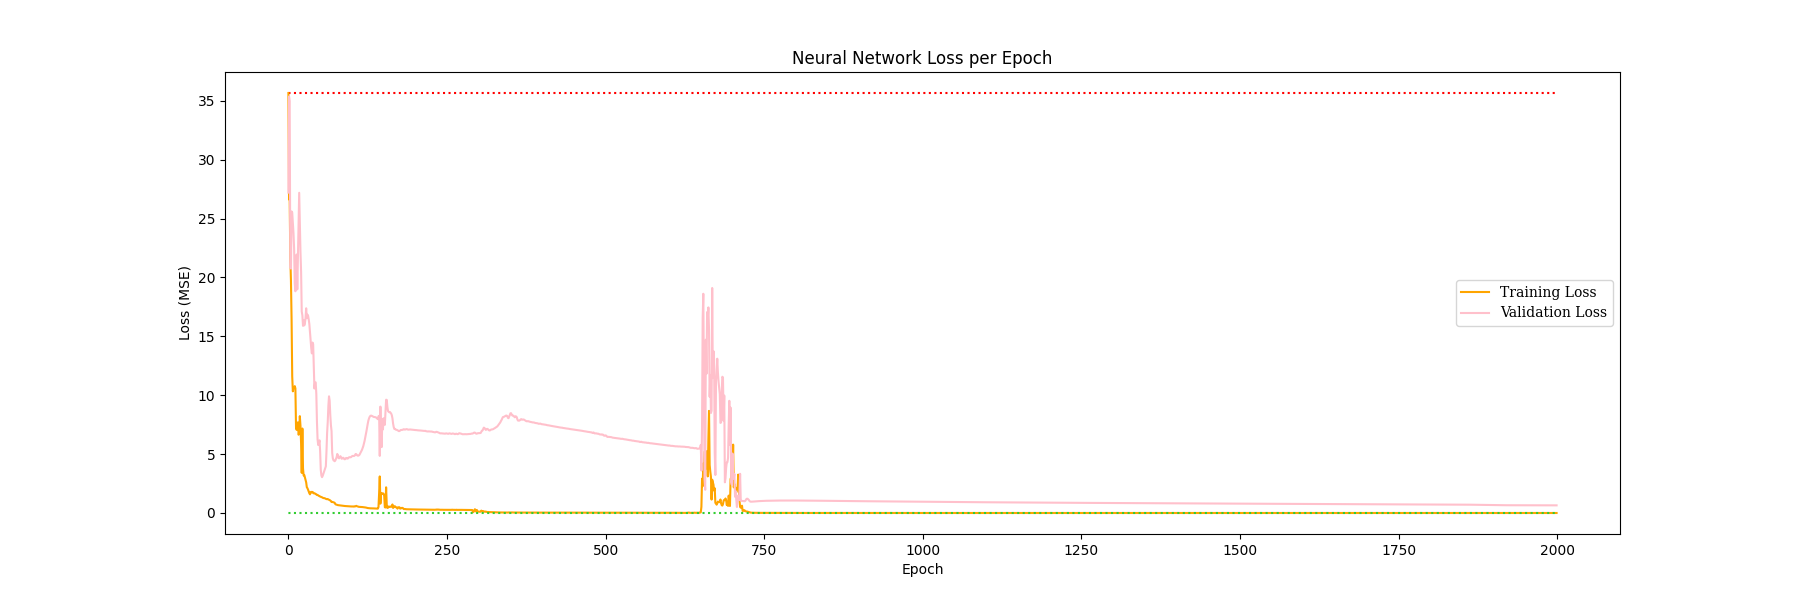 Neural Network Loss per Epoch
35
30
25
20
15
10
5
0
Loss (MSE)
Training Loss
Validation Loss
0 250 500 750 1000 1250 1500 1750 2000
Epoch